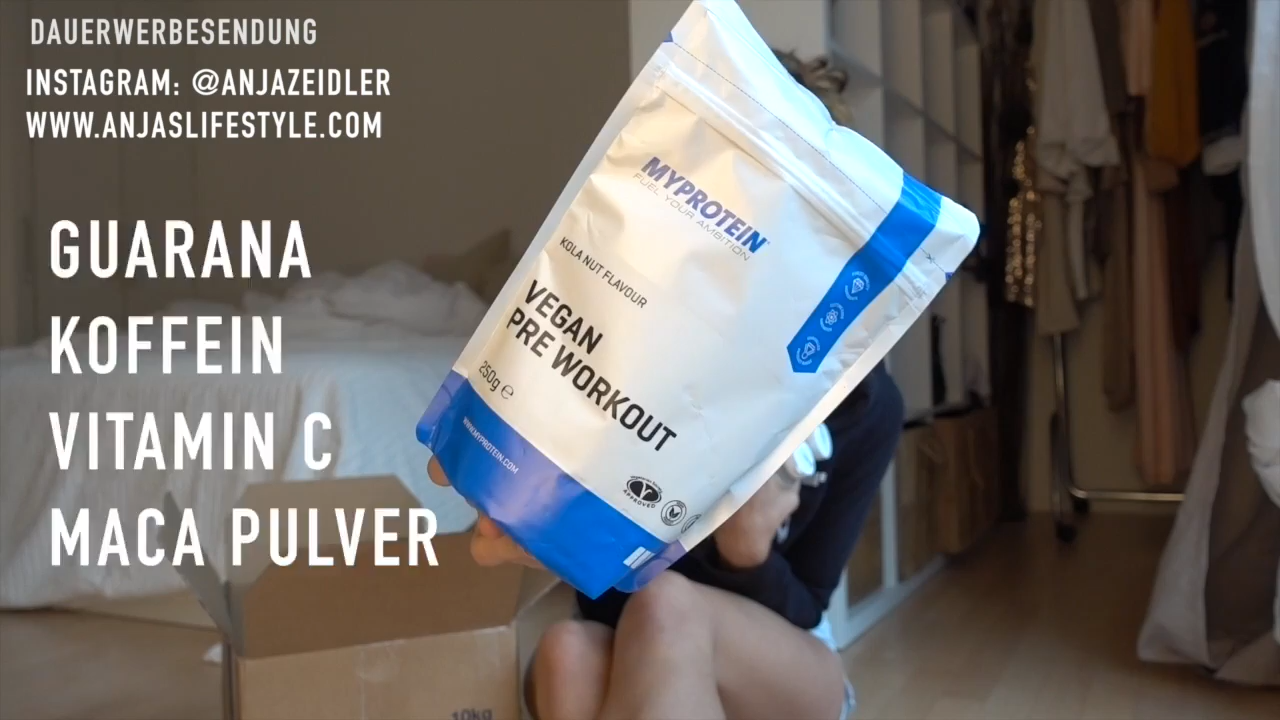 DAUERWERBESENDUNG
INSTAGRAM: @ANJAZEIDLER
WWW.ANJASLIFESTYLE.COM
GUARANA
KOFFEIN
VITAMIN C
MACA PULVER
MYPROTEIN
FUEL YOUR AMBITION
KOLA NUT FLAVOUR
VEGAN
PRE WORKOUT
250g ℮
WWW.MYPROTEIN.COM
APPROVED
10kg